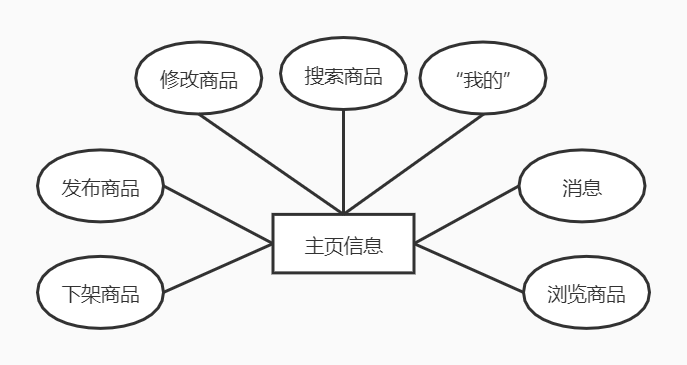 修改商品
搜索商品
“我的”
发布商品
消息
主页信息
下架商品
浏览商品